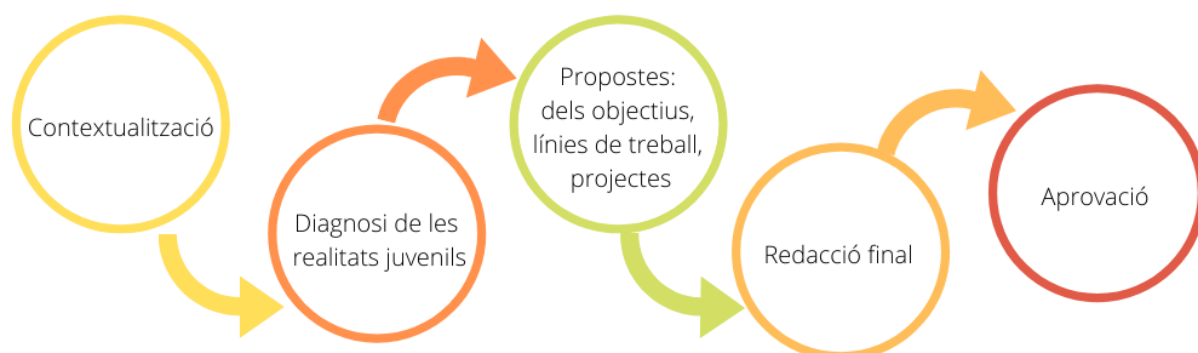 Contextualització
Diagnosi de les
realitats juvenils
Propostes:
dels objectius,
línies de treball,
projectes
Redacció final
Aprovació